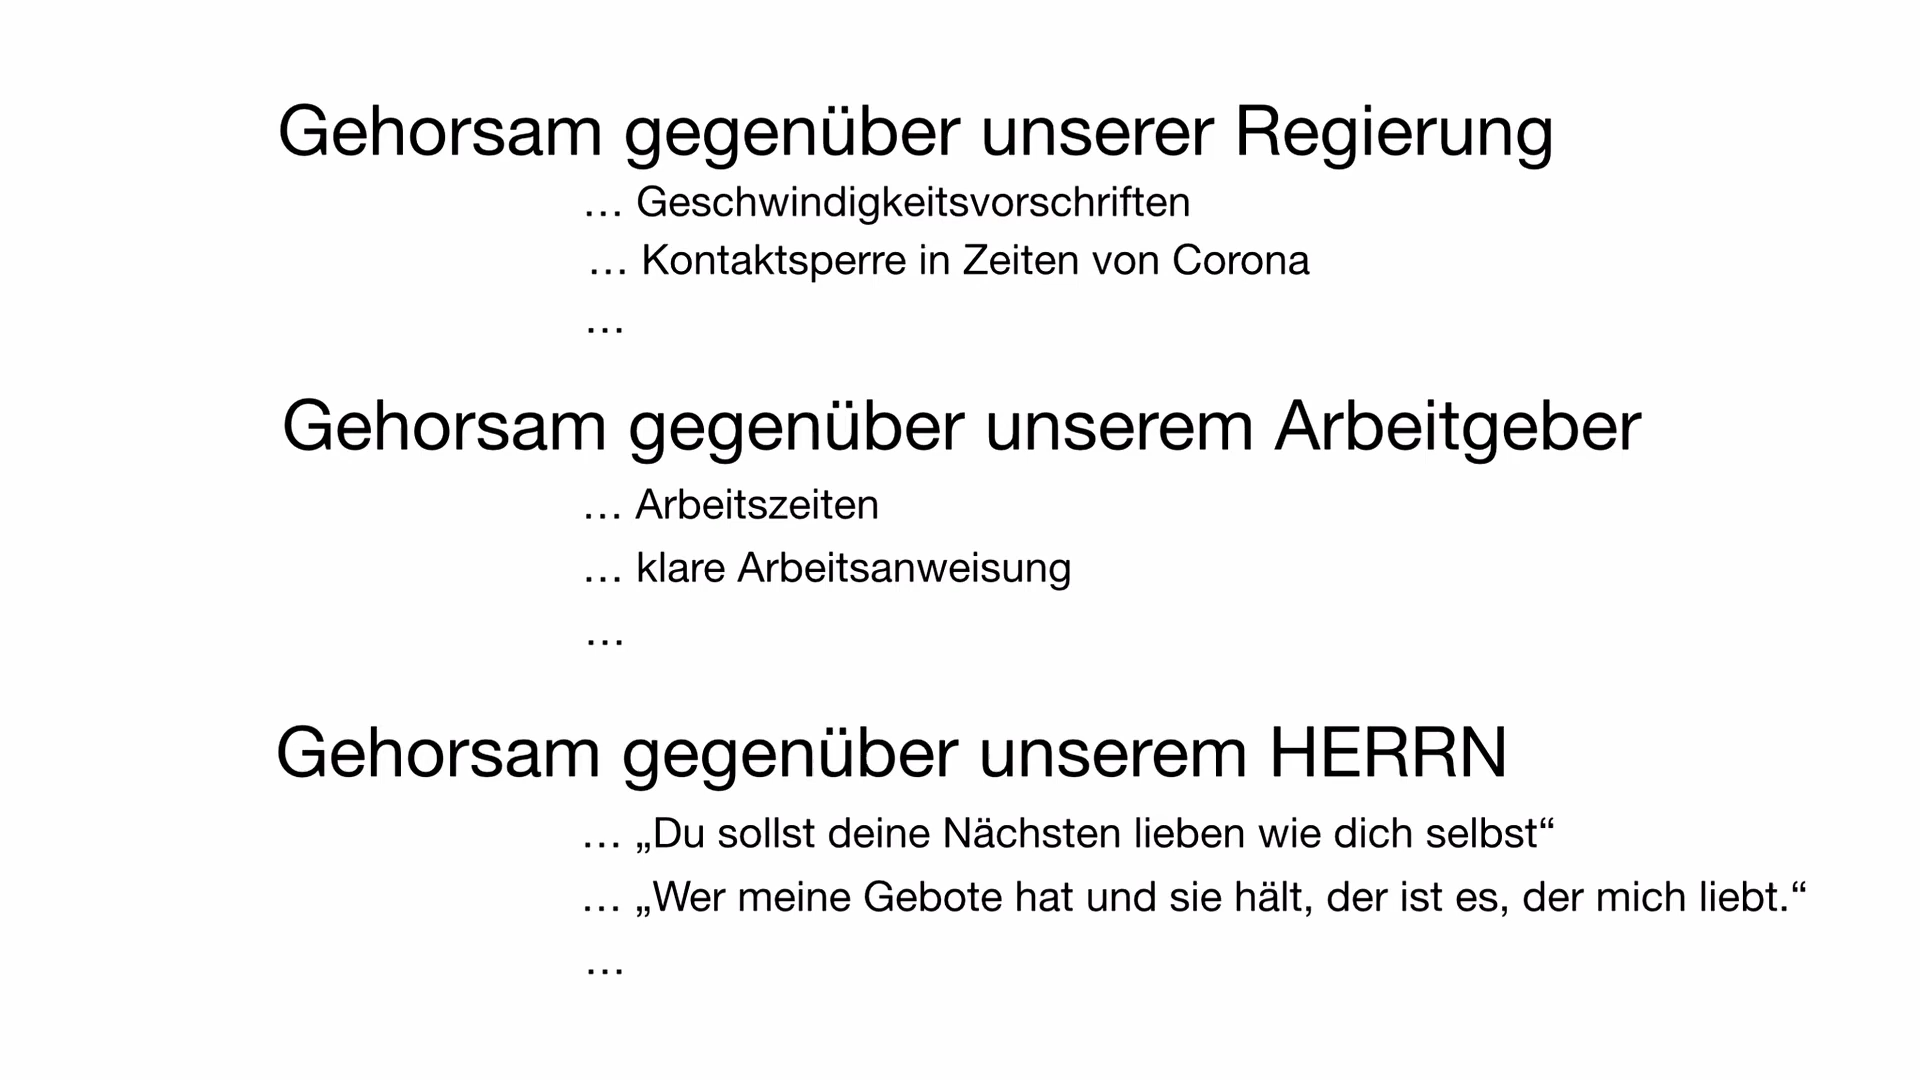 Gehorsam gegenüber unserer Regierung
… Geschwindigkeitsvorschriften
… Kontaktsperre in Zeiten von Corona
…
Gehorsam gegenüber unserem Arbeitgeber
… Arbeitszeiten
… klare Arbeitsanweisung
…
Gehorsam gegenüber unserem HERRN
… „Du sollst deine Nächsten lieben wie dich selbst“
… „Wer meine Gebote hat und sie hält, der ist es, der mich liebt.“
…